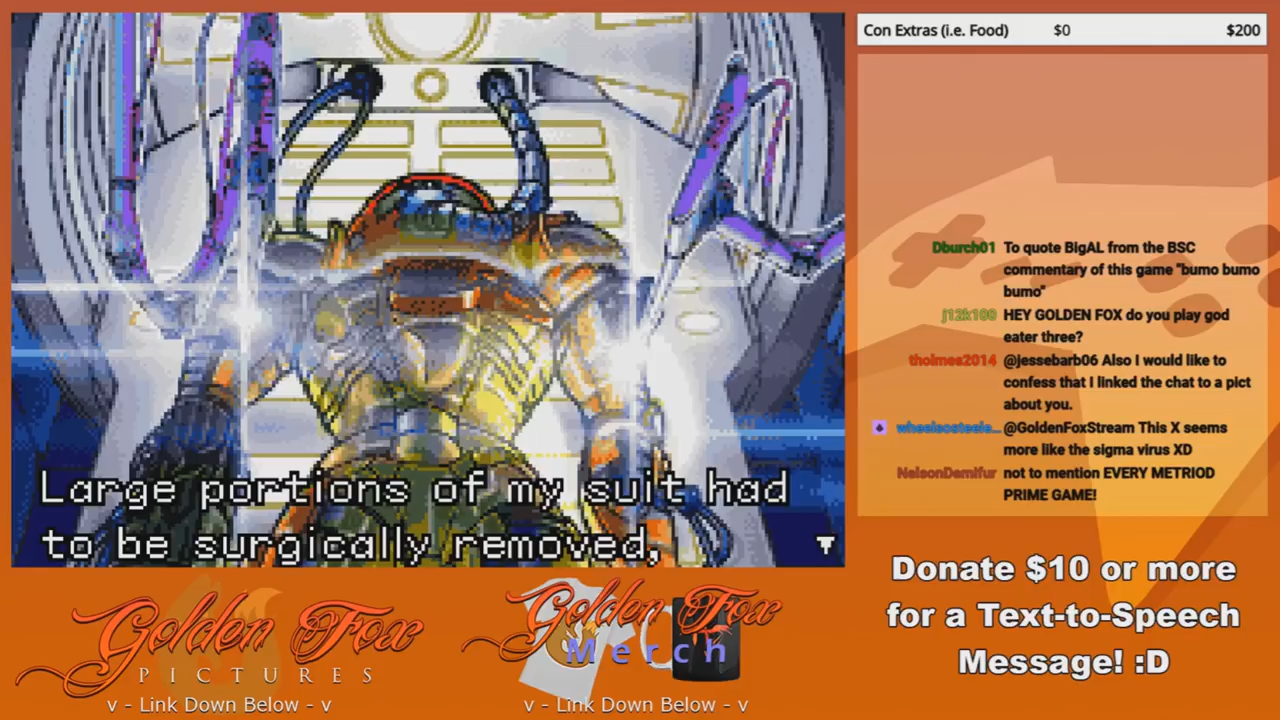 Con Extras (i.e. Food) $0 $200
Dburch01 To quote BigAL from the BSC
commentary of this game "bumo bumo
bumo"
j12k100 HEY GOLDEN FOX do you play god
eater three?
tholmes2014 @jessebarb06 Also I would like to
confess that I linked the chat to a pict
about you.
wheelsosteele... @GoldenFoxStream This X seems
more like the sigma virus XD
NelsonDemifur not to mention EVERY METRIOD
PRIME GAME!
Large portions of my suit had
to be surgically removed,
Donate $10 or more
for a Text-to-Speech
Message! :D
Golden Fox
PICTURES
v - Link Down Below - v
Golden Fox
Merch
v - Link Down Below - v